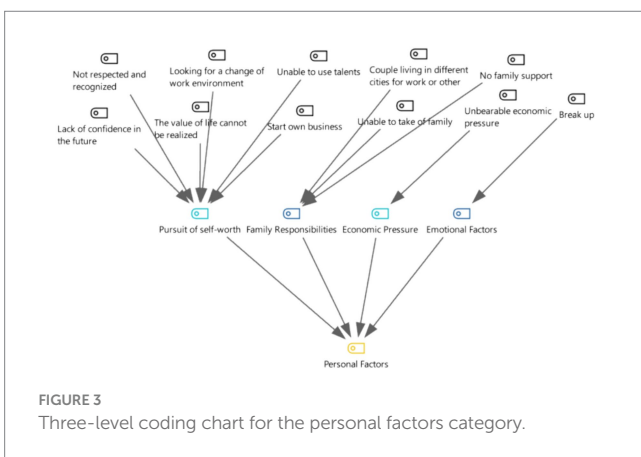 Not respected and
recognized
Looking for a change of
work environment
Unable to use talents
Couple living in different
cities for work or other
No family support
Lack of confidence in
the future
The value of life cannot
be realized
Start own business
Unable to take of family
Unbearable economic
pressure
Break up
Pursuit of self-worth
Family Responsibilities
Economic Pressure
Emotional Factors
Personal Factors
FIGURE 3
Three-level coding chart for the personal factors category.